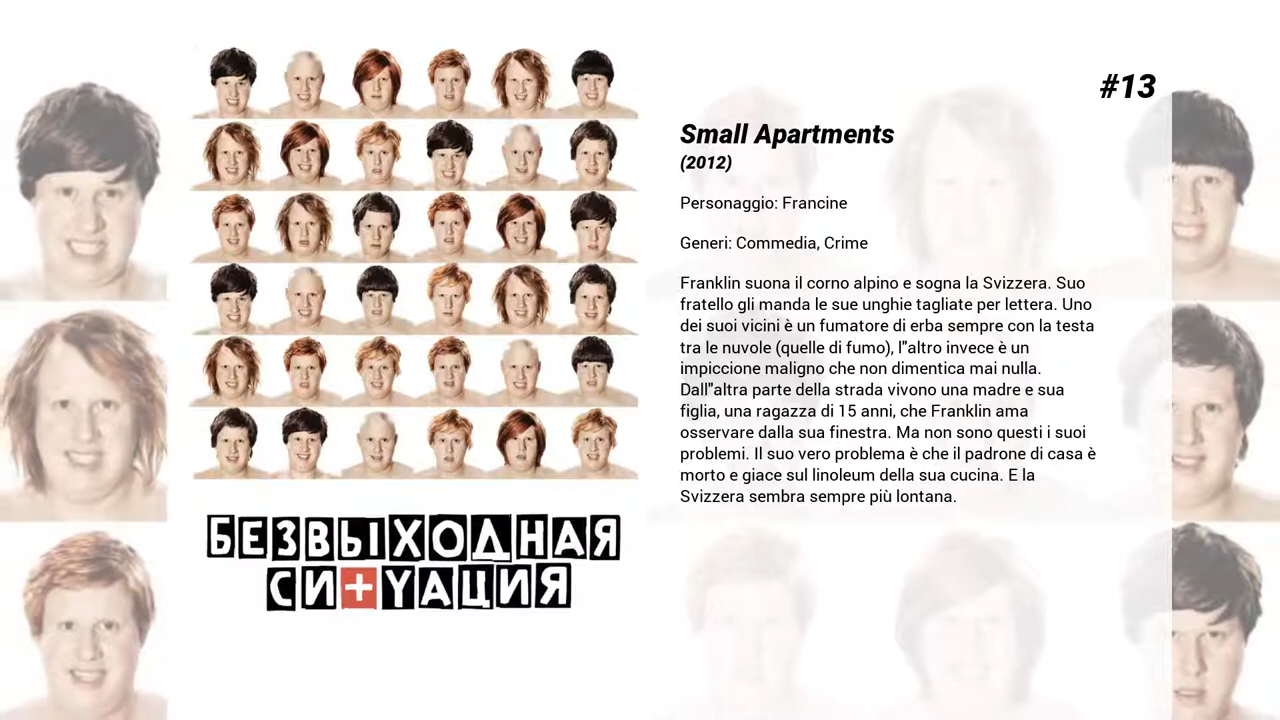 #13
Small Apartments
(2012)
Personaggio: Francine
Generi: Commedia, Crime
Franklin suona il corno alpino e sogna la Svizzera. Suo
fratello gli manda le sue unghie tagliate per lettera. Uno
dei suoi vicini è un fumatore di erba sempre con la testa
tra le nuvole (quelle di fumo), l"altro invece è un
impiccione maligno che non dimentica mai nulla.
Dall"altra parte della strada vivono una madre e sua
figlia, una ragazza di 15 anni, che Franklin ama
osservare dalla sua finestra. Ma non sono questi i suoi
problemi. Il suo vero problema è che il padrone di casa è
morto e giace sul linoleum della sua cucina. E la
Svizzera sembra sempre più lontana.
БЕЗВЫХОДНАЯ
СИ+УАЦИЯ